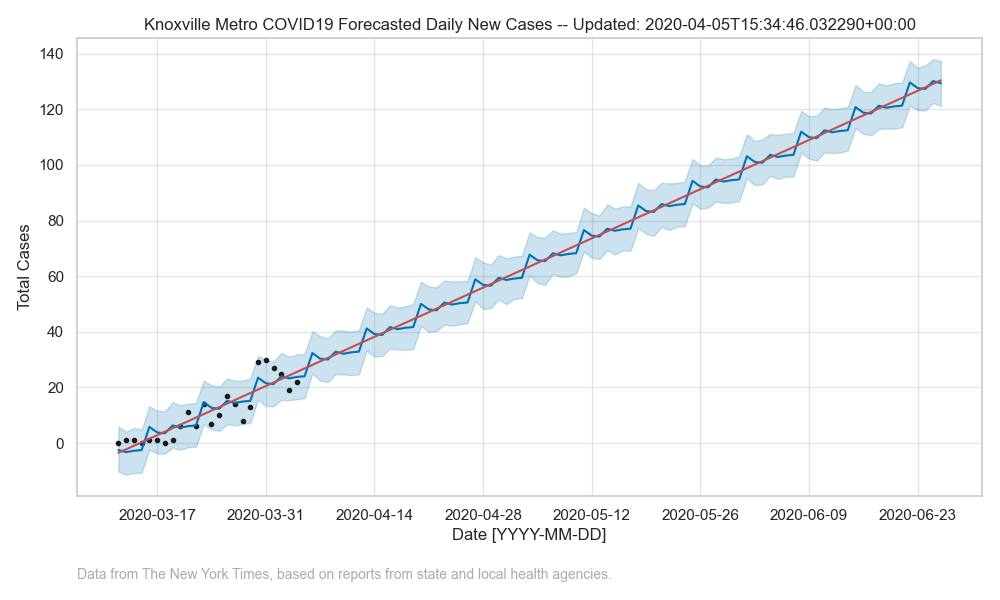 Knoxville Metro COVID19 Forecasted Daily New Cases -- Updated: 2020-04-05T15:34:46.032290+00:00
Total Cases
140
120
100
80
60
40
20
0
2020-03-17 2020-03-31 2020-04-14 2020-04-28 2020-05-12 2020-05-26 2020-06-09 2020-06-23
Date [YYYY-MM-DD]
Data from The New York Times, based on reports from state and local health agencies.